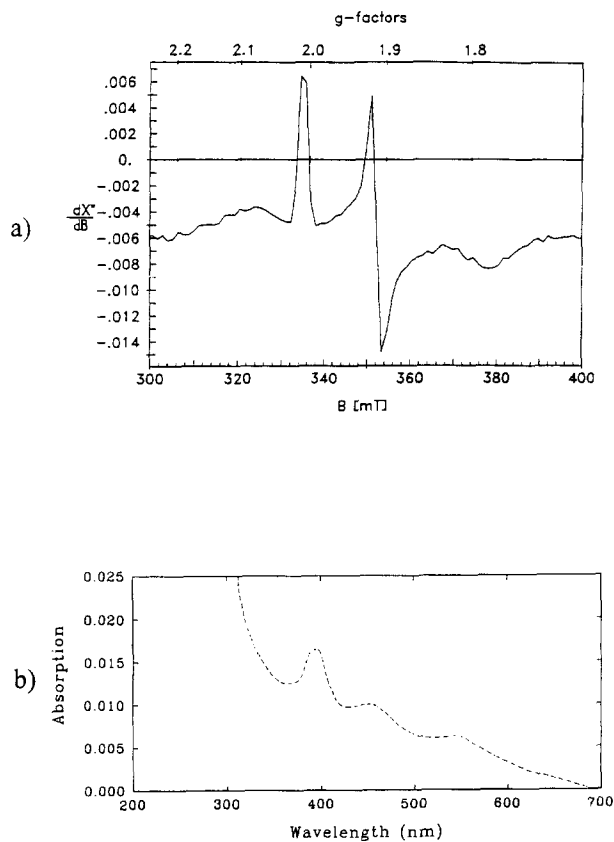 g-factors
2.2 2.1 2.0 1.9 1.8
.006
.004
.002
0.
-.002
-.004
-.006
-.008
-.010
-.012
-.014
dX"
dB
a)
300 320 340 360 380 400
B [mT]
0.025
0.020
0.015
0.010
0.005
0.000
Absorption
b)
200 300 400 500 600 700
Wavelength (nm)